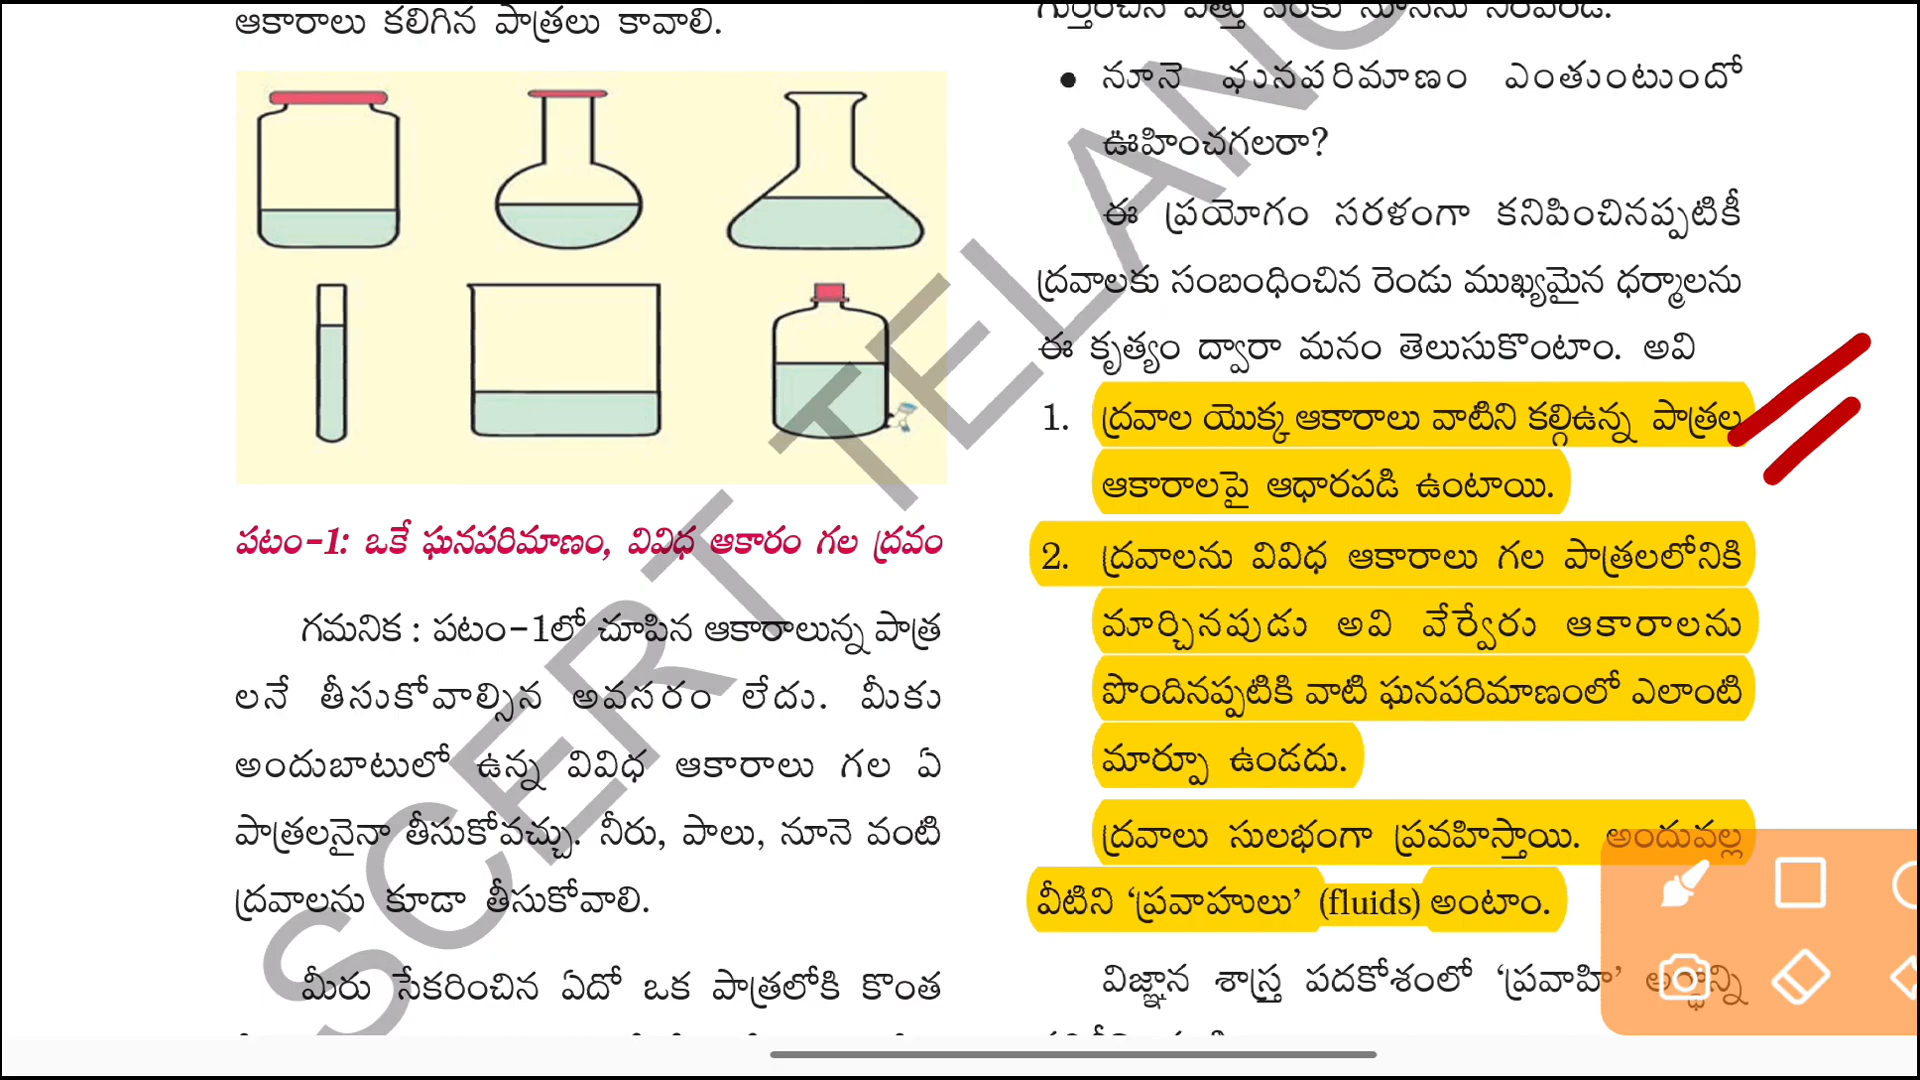 ఆకారాలు కలిగిన పాత్రలు కావాలి.
పటం-1: ఒకే ఘనపరిమాణం, వివిధ ఆకారం గల ద్రవం
గమనిక : పటం-1లో చూపిన ఆకారాలున్న పాత్ర
లనే తీసుకోవాల్సిన అవసరం లేదు. మీకు
అందుబాటులో ఉన్న వివిధ ఆకారాలు గల ఏ
పాత్రలనైనా తీసుకోవచ్చు. నీరు, పాలు, నూనె వంటి
ద్రవాలను కూడా తీసుకోవాలి.
మీరు సేకరించిన ఏదో ఒక పాత్రలోకి కొంత
• నూనె ఘనపరిమాణం ఎంతుంటుందో
ఊహించగలరా?
ఈ ప్రయోగం సరళంగా కనిపించినప్పటికీ
ద్రవాలకు సంబంధించిన రెండు ముఖ్యమైన ధర్మాలను
ఈ కృత్యం ద్వారా మనం తెలుసుకొంటాం. అవి
1. ద్రవాల యొక్క ఆకారాలు వాటిని కల్గిఉన్న పాత్రల
ఆకారాలపై ఆధారపడి ఉంటాయి.
2. ద్రవాలను వివిధ ఆకారాలు గల పాత్రలలోనికి
మార్చినపుడు అవి వేర్వేరు ఆకారాలను
పొందినప్పటికి వాటి ఘనపరిమాణంలో ఎలాంటి
మార్పూ ఉండదు.
ద్రవాలు సులభంగా ప్రవహిస్తాయి. అందువల్ల
వీటిని ‘ప్రవాహులు’ (fluids) అంటాం.
విజ్ఞాన శాస్త్ర పదకోశంలో ‘ప్రవాహి’
SCERT TELANG